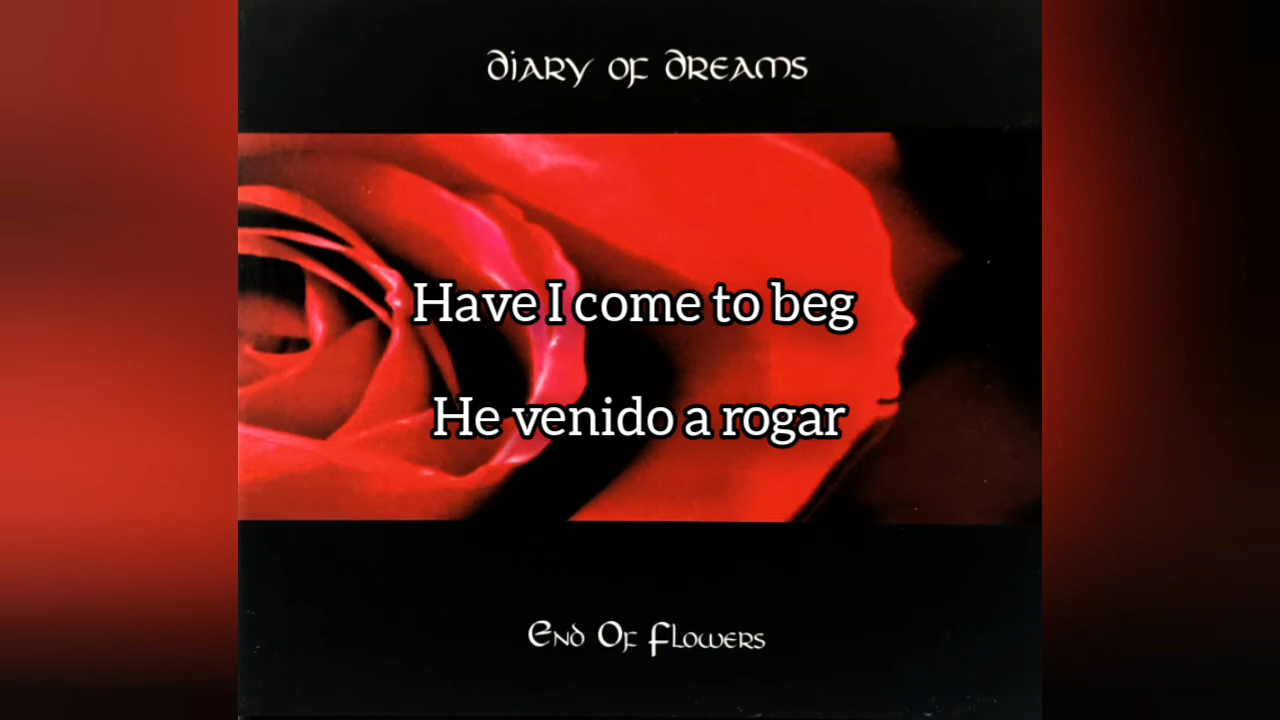 Diary of Dreams
Have I come to beg
He venido a rogar
End Of Flowers